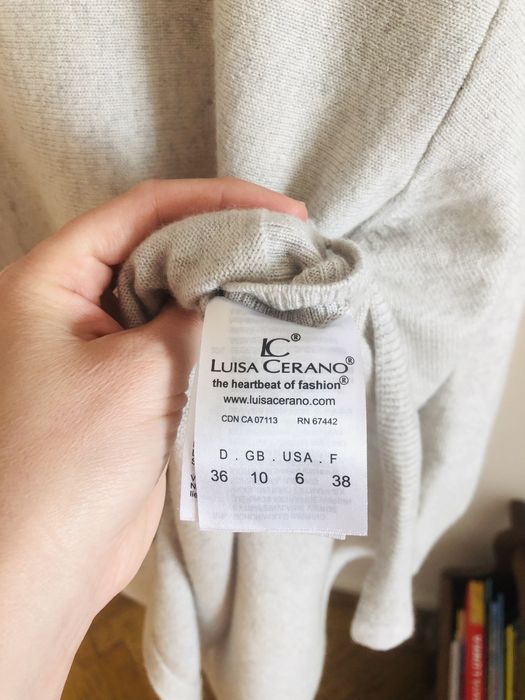 LC®
LUISA CERANO®
the heartbeat of fashion®
www.luisacerano.com
CDN CA 07113 RN 67442
D . GB . USA . F
36 10 6 38